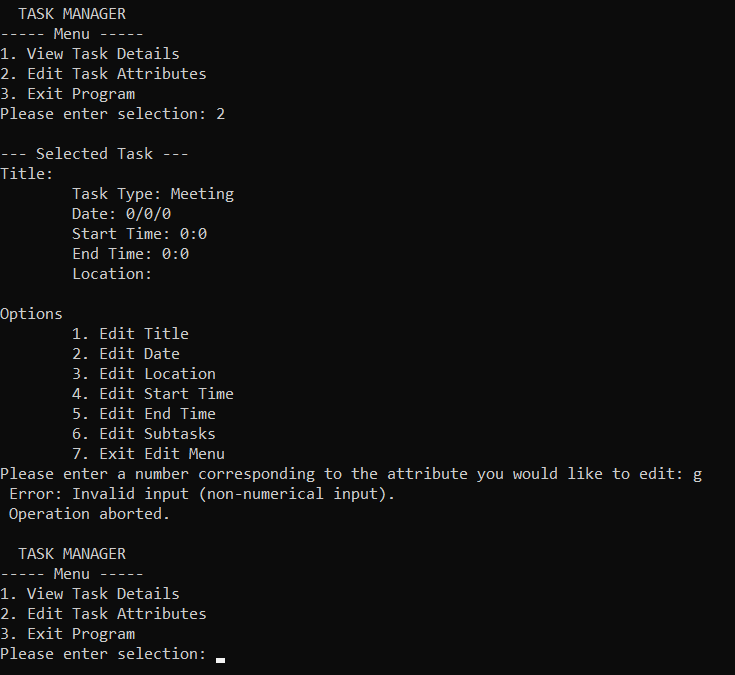 TASK MANAGER
----- Menu -----
1. View Task Details
2. Edit Task Attributes
3. Exit Program
Please enter selection: 2
--- Selected Task ---
Title:
Task Type: Meeting
Date: 0/0/0
Start Time: 0:0
End Time: 0:0
Location:
Options
1. Edit Title
2. Edit Date
3. Edit Location
4. Edit Start Time
5. Edit End Time
6. Edit Subtasks
7. Exit Edit Menu
Please enter a number corresponding to the attribute you would like to edit: g
Error: Invalid input (non-numerical input).
Operation aborted.
TASK MANAGER
----- Menu -----
1. View Task Details
2. Edit Task Attributes
3. Exit Program
Please enter selection: